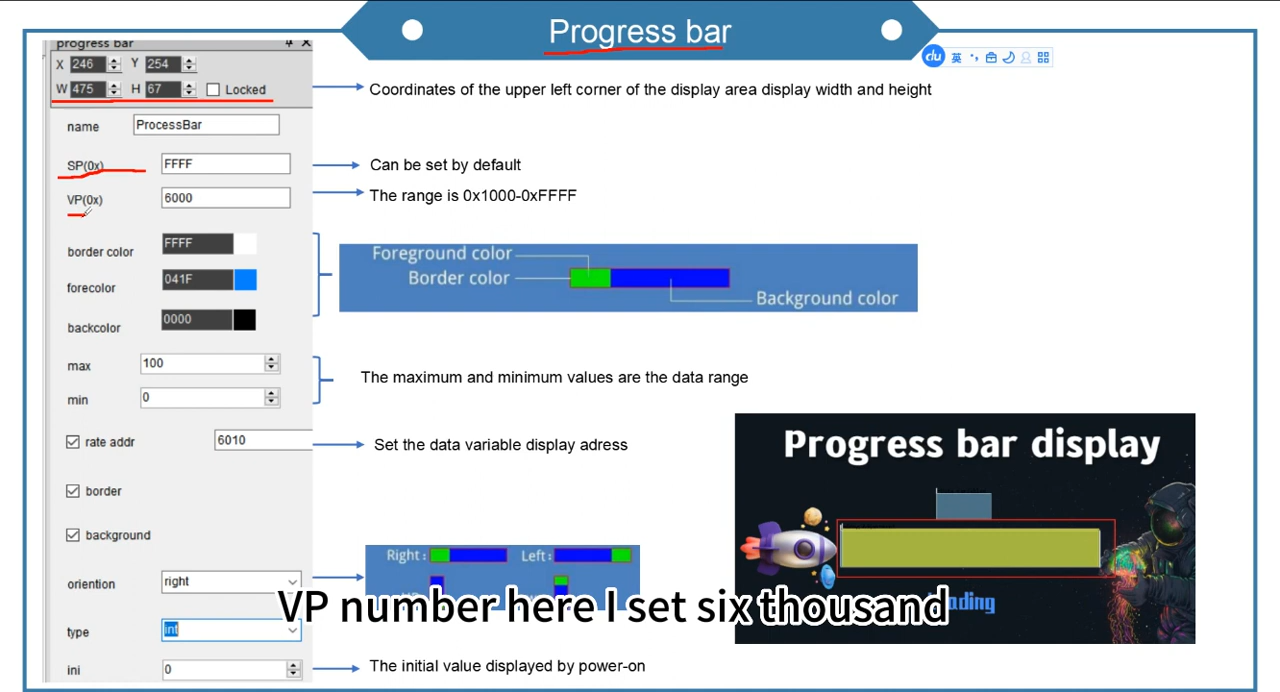 Progress bar
英
progress bar
X 246 Y 254
W 475 H 67 Locked
Coordinates of the upper left corner of the display area display width and height
name ProcessBar
SP(0x) FFFF
Can be set by default
VP(0x) 6000
The range is 0x1000-0xFFFF
border color FFFF
forecolor 041F
backcolor 0000
Foreground color
Border color
Background color
max 100
min 0
The maximum and minimum values are the data range
rate addr 6010
Set the data variable display adress
border
background
oriention right
Right: Left:
type int
ini 0
The initial value displayed by power-on
Progress bar display
VP number here I set six thousand